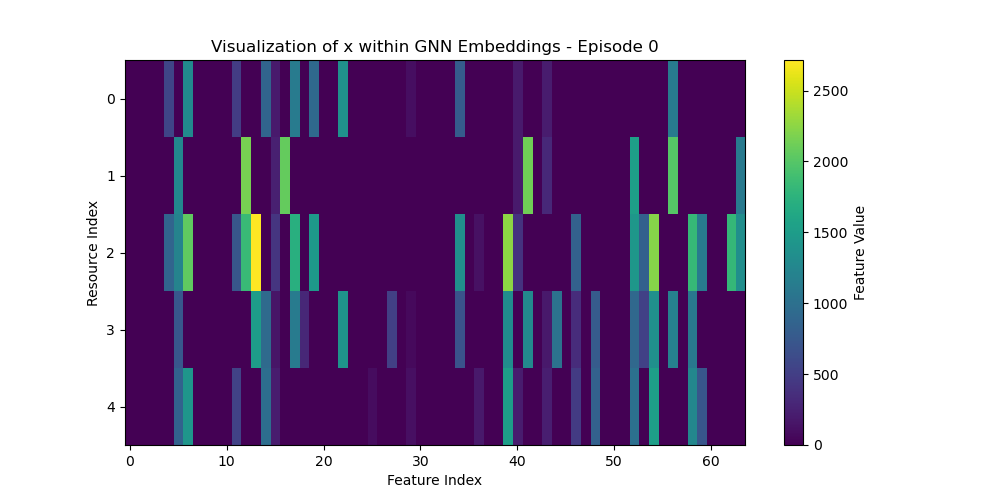 Visualization of x within GNN Embeddings - Episode 0
Resource Index
0
1
2
3
4
0 10 20 30 40 50 60
Feature Index
2500
2000
1500
1000
500
0
Feature Value